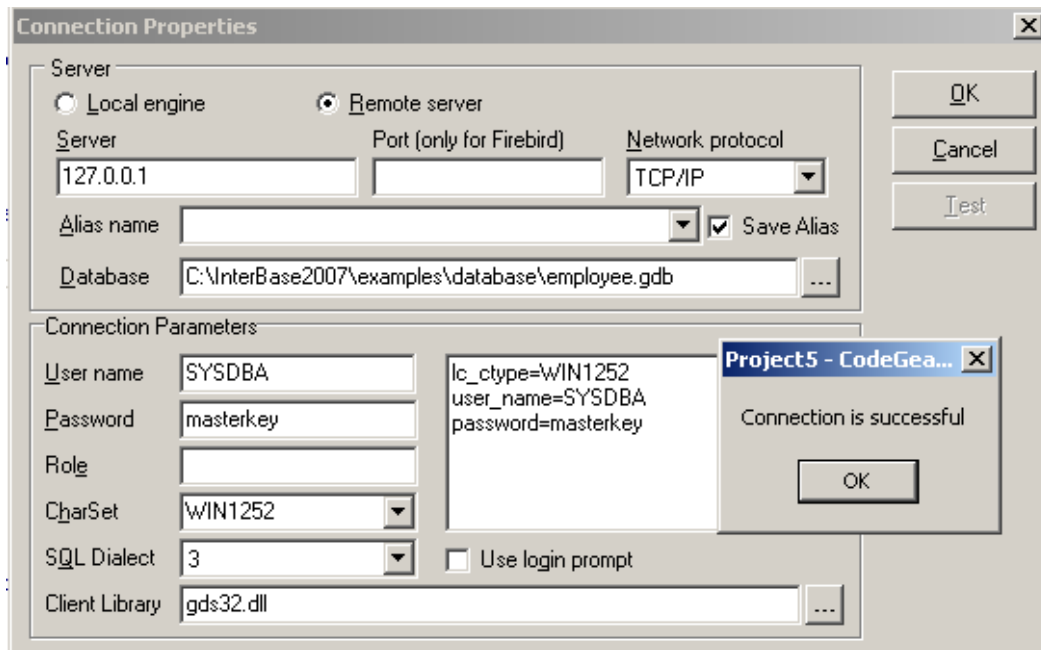 Connection Properties
Server
Local engine
Remote server
OK
Server
Port (only for Firebird)
Network protocol
Cancel
127.0.0.1
TCP/IP
Test
Alias name
Save Alias
Database
C:\InterBase2007\examples\database\employee.gdb
...
Connection Parameters
User name
SYSDBA
Password
masterkey
Role
CharSet
WIN1252
SQL Dialect
3
lc_ctype=WIN1252
user_name=SYSDBA
password=masterkey
Use login prompt
Client Library
gds32.dll
...
Project5 - CodeGea...
Connection is successful
OK